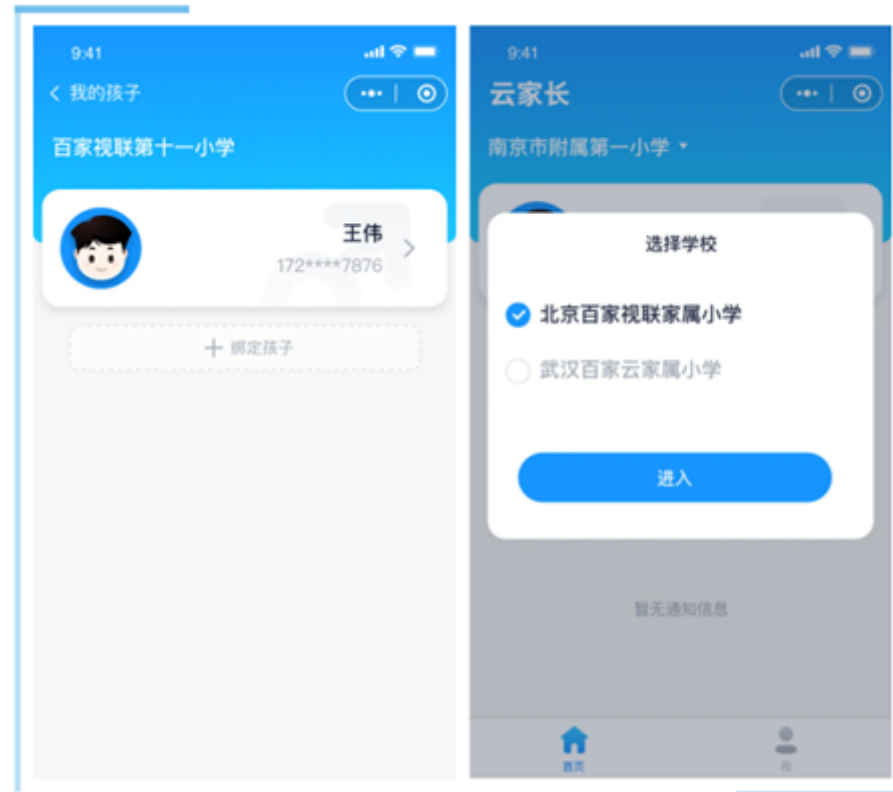 9:41
我的孩子
百家视联第十一小学
王伟
172****7876
绑定孩子
9:41
云家长
南京市附属第一小学
选择学校
北京百家视联家属小学
武汉百家云家属小学
进入
暂无通知信息
首页
我